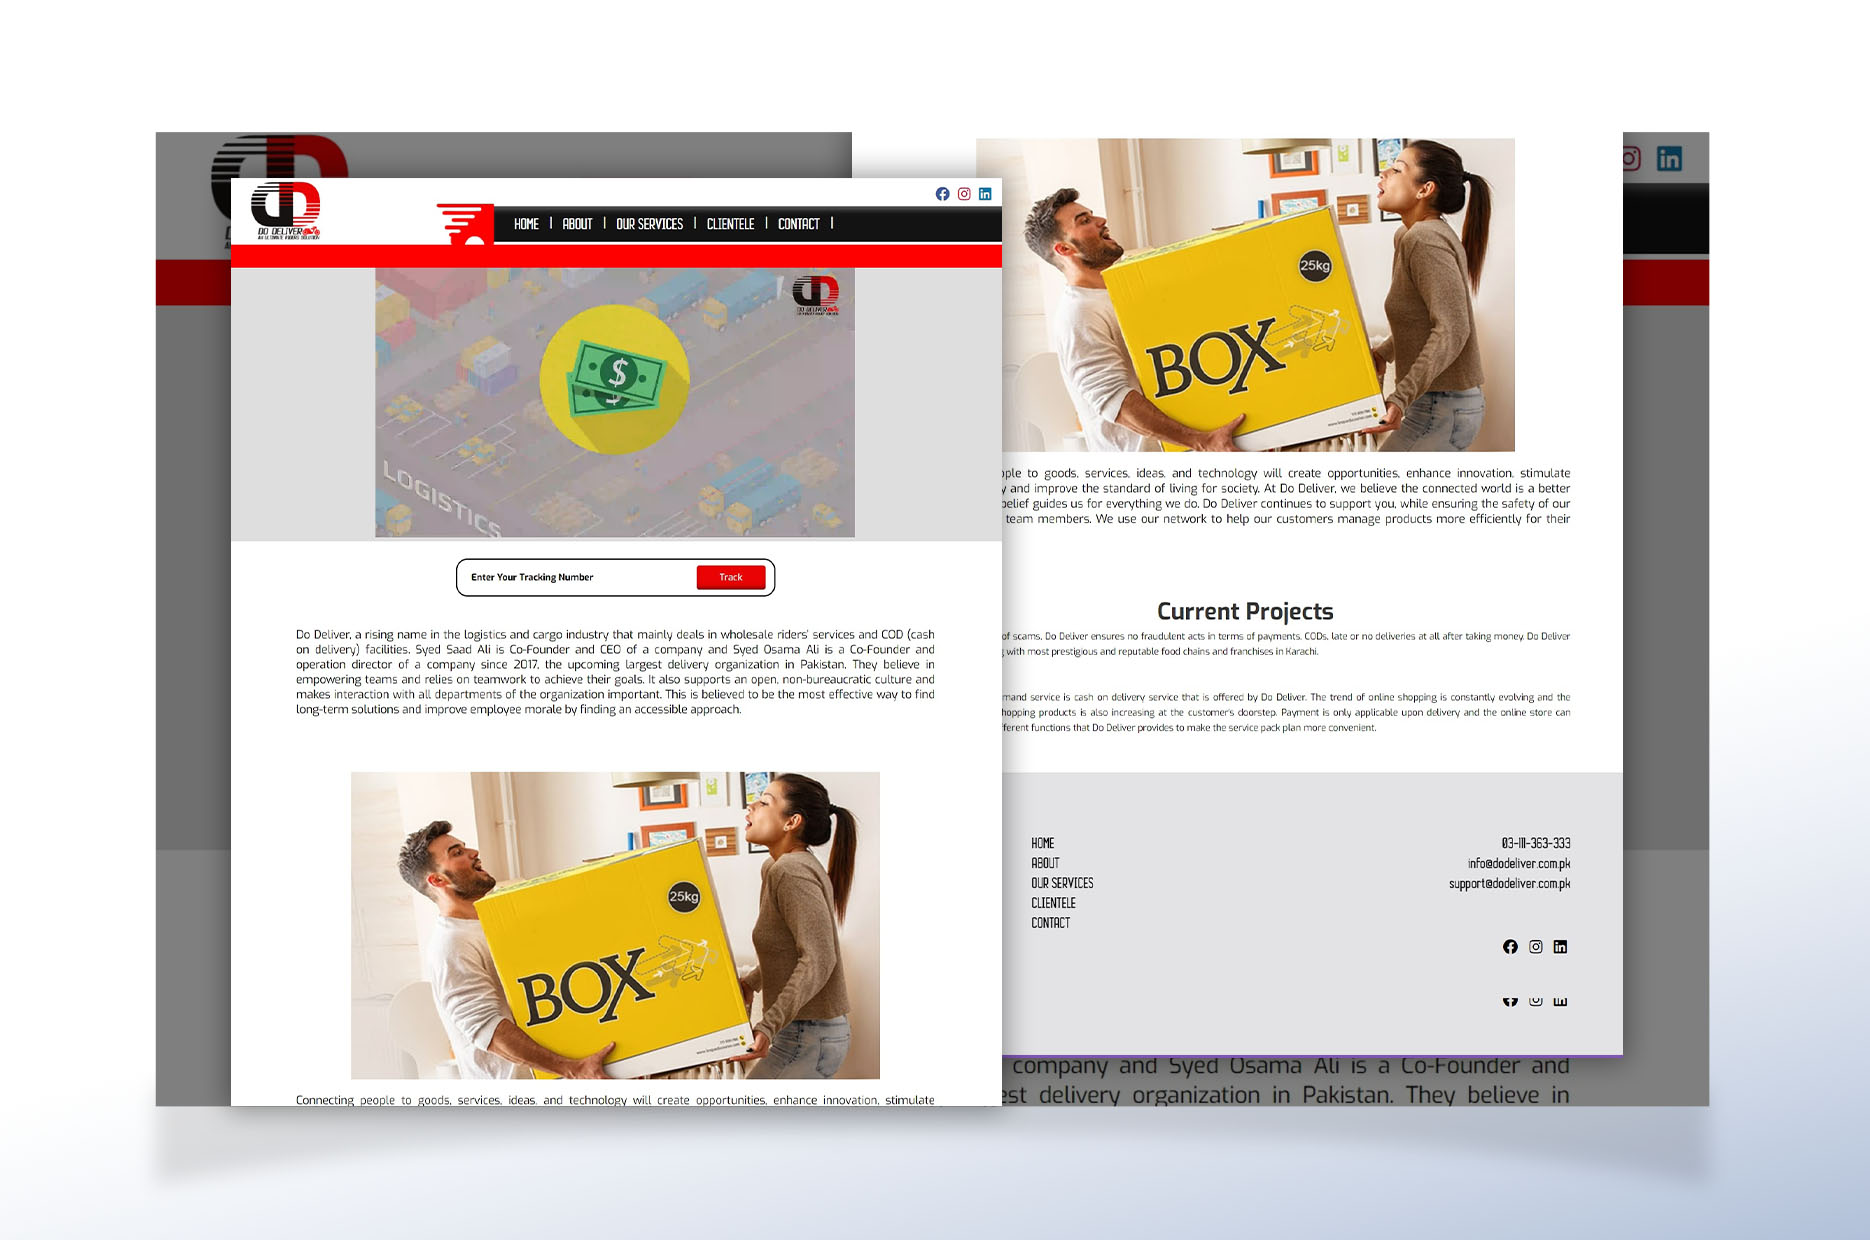 DO DELIVER
AN ULTIMATE RIDERS SOLUTION
HOME | ABOUT | OUR SERVICES | CLIENTELE | CONTACT |
DO DELIVER
LOGISTICS
Enter Your Tracking Number
Track
Do Deliver, a rising name in the logistics and cargo industry that mainly deals in wholesale riders' services and COD (cash
on delivery) facilities. Syed Saad Ali is Co-Founder and CEO of a company and Syed Osama Ali is a Co-Founder and
operation director of a company since 2017, the upcoming largest delivery organization in Pakistan. They believe in
empowering teams and relies on teamwork to achieve their goals. It also supports an open, non-bureaucratic culture and
makes interaction with all departments of the organization important. This is believed to be the most effective way to find
long-term solutions and improve employee morale by finding an accessible approach.
25kg
BOX
Connecting people to goods, services, ideas, and technology will create opportunities, enhance innovation, stimulate
25kg
BOX
ople to goods, services, ideas, and technology will create opportunities, enhance innovation, stimulate
y and improve the standard of living for society. At Do Deliver, we believe the connected world is a better
belief guides us for everything we do. Do Deliver continues to support you, while ensuring the safety of our
team members. We use our network to help our customers manage products more efficiently for their
Current Projects
of scams, Do Deliver ensures no fraudulent acts in terms of payments, CODs, late or no deliveries at all after taking money. Do Deliver
with most prestigious and reputable food chains and franchises in Karachi.
mand service is cash on delivery service that is offered by Do Deliver. The trend of online shopping is constantly evolving and the
hopping products is also increasing at the customer's doorstep. Payment is only applicable upon delivery and the online store can
fferent functions that Do Deliver provides to make the service pack plan more convenient.
HOME
ABOUT
OUR SERVICES
CLIENTELE
CONTACT
03-111-363-333
info@dodeliver.com.pk
support@dodeliver.com.pk
company and Syed Osama Ali is a Co-Founder and
est delivery organization in Pakistan. They believe in